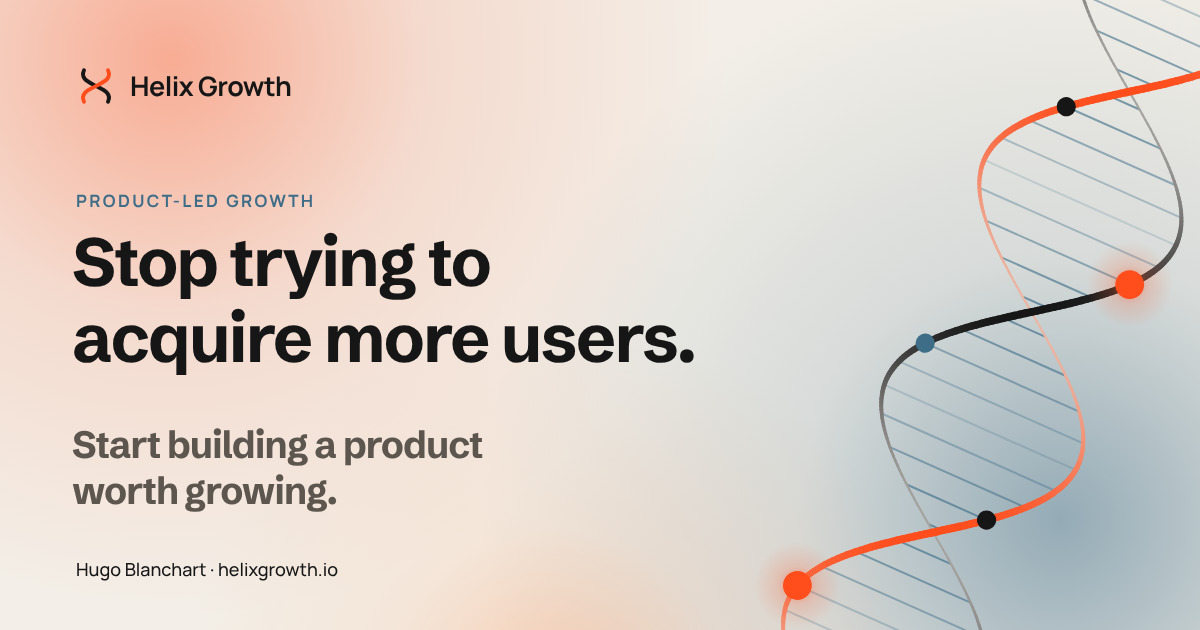 Helix Growth
PRODUCT-LED GROWTH
Stop trying to
acquire more users.
Start building a product
worth growing.
Hugo Blanchart · helixgrowth.io